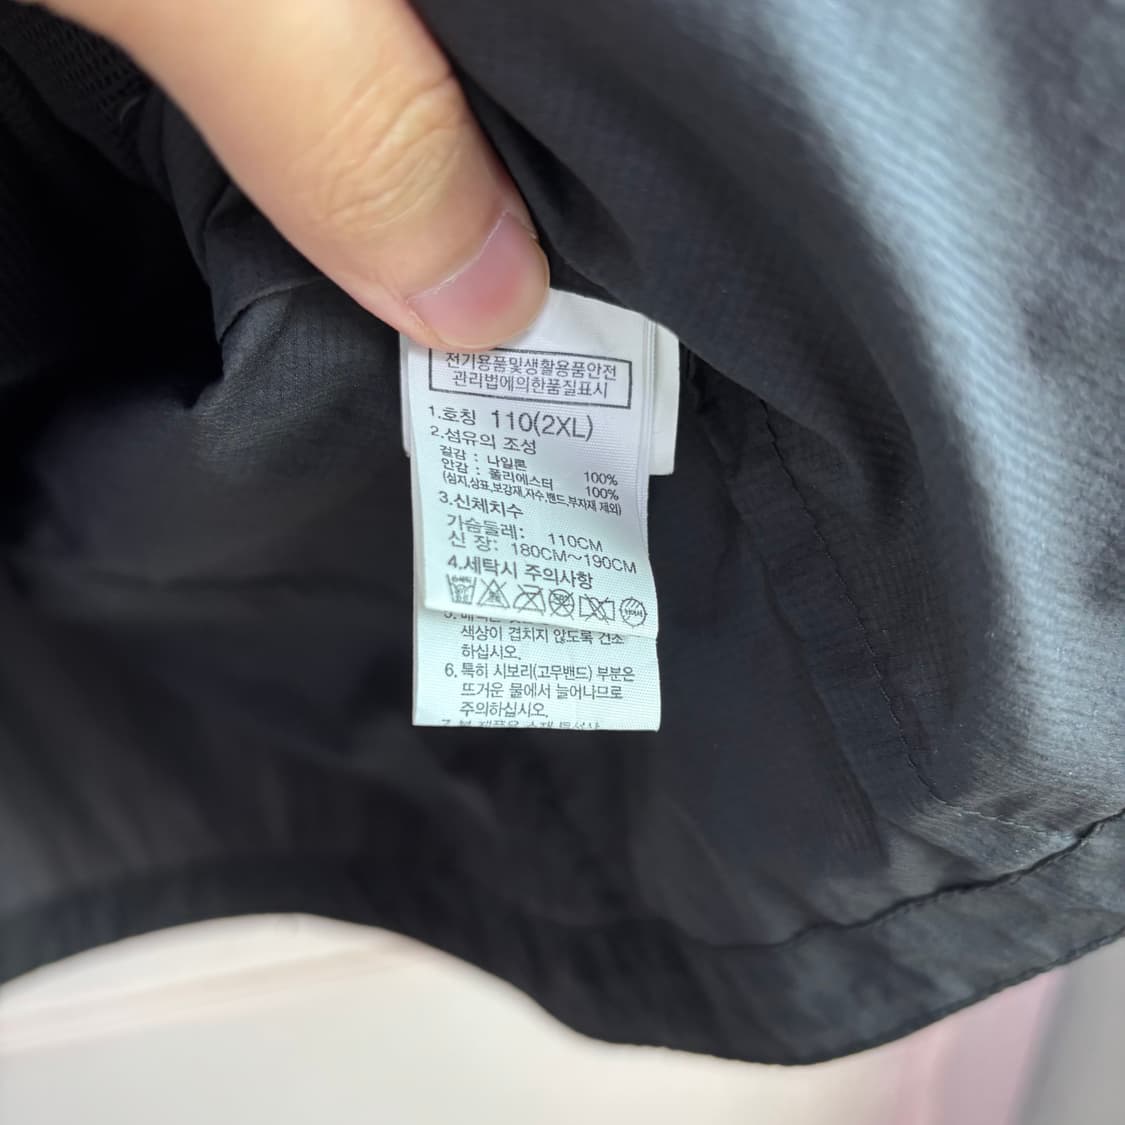 전기용품및생활용품안전
관리법에의한품질표시
1.호칭 110(2XL)
2.섬유의 조성
겉감 : 나일론 100%
안감 : 폴리에스터 100%
(심지,상표,보강재,자수,밴드,부자재 제외)
3.신체치수
가슴둘레: 110CM
신 장: 180CM~190CM
4.세탁시 주의사항
색상이 겹치지 않도록 건조
하십시오.
6.특히 시보리(고무밴드) 부분은
뜨거운 물에서 늘어나므로
주의하십시오.